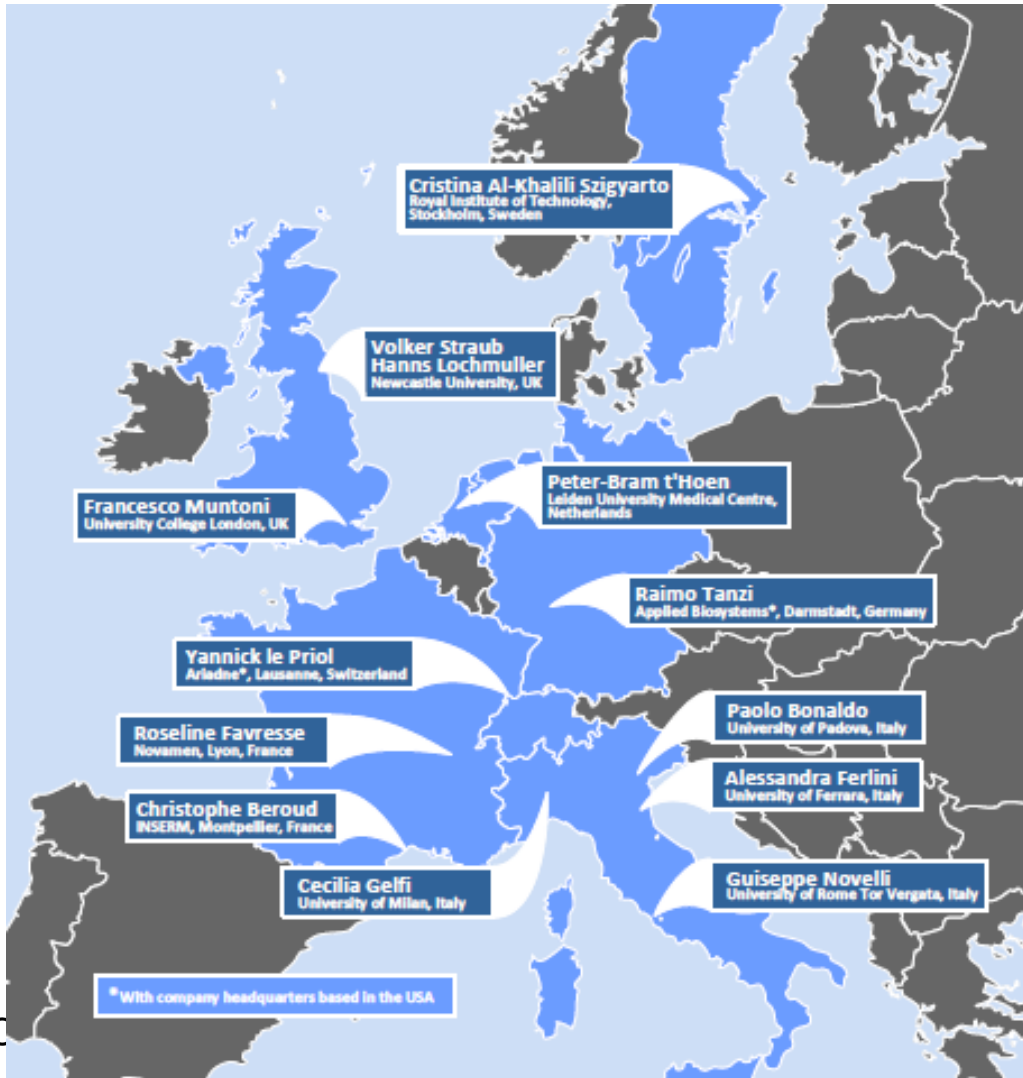 Cristina Al-Khalili Szigyarto
Royal Institute of Technology,
Stockholm, Sweden
Volker Straub
Hanns Lochmuller
Newcastle University, UK
Peter-Bram t'Hoen
Leiden University Medical Centre,
Netherlands
Francesco Muntoni
University College London, UK
Raimo Tanzi
Applied Biosystems*, Darmstadt, Germany
Yannick le Priol
Ariadne*, Lausanne, Switzerland
Paolo Bonaldo
University of Padova, Italy
Roseline Favresse
Novamen, Lyon, France
Alessandra Ferlini
University of Ferrara, Italy
Christophe Beroud
INSERM, Montpellier, France
Cecilia Gelfi
University of Milan, Italy
Guiseppe Novelli
University of Rome Tor Vergata, Italy
*With company headquarters based in the USA